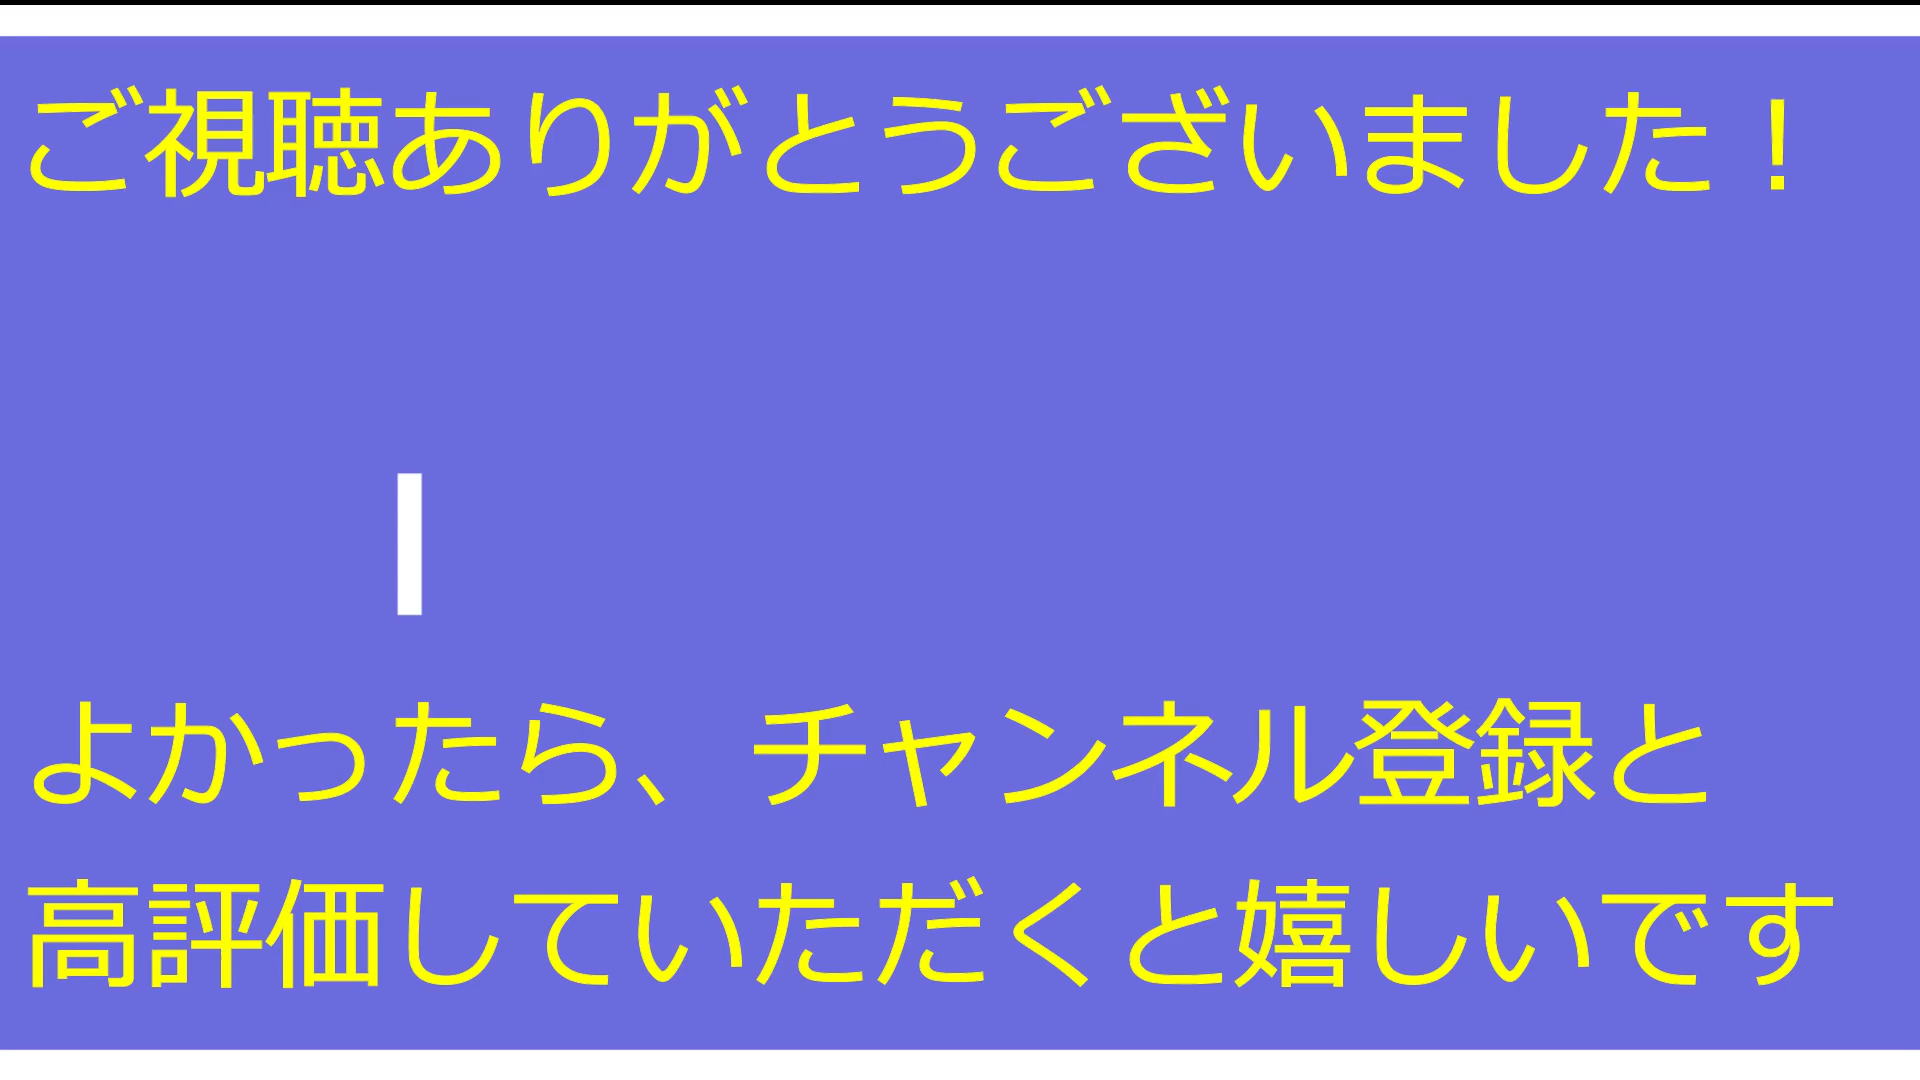 ご視聴ありがとうございました！
よかったら、チャンネル登録と
高評価していただくと嬉しいです